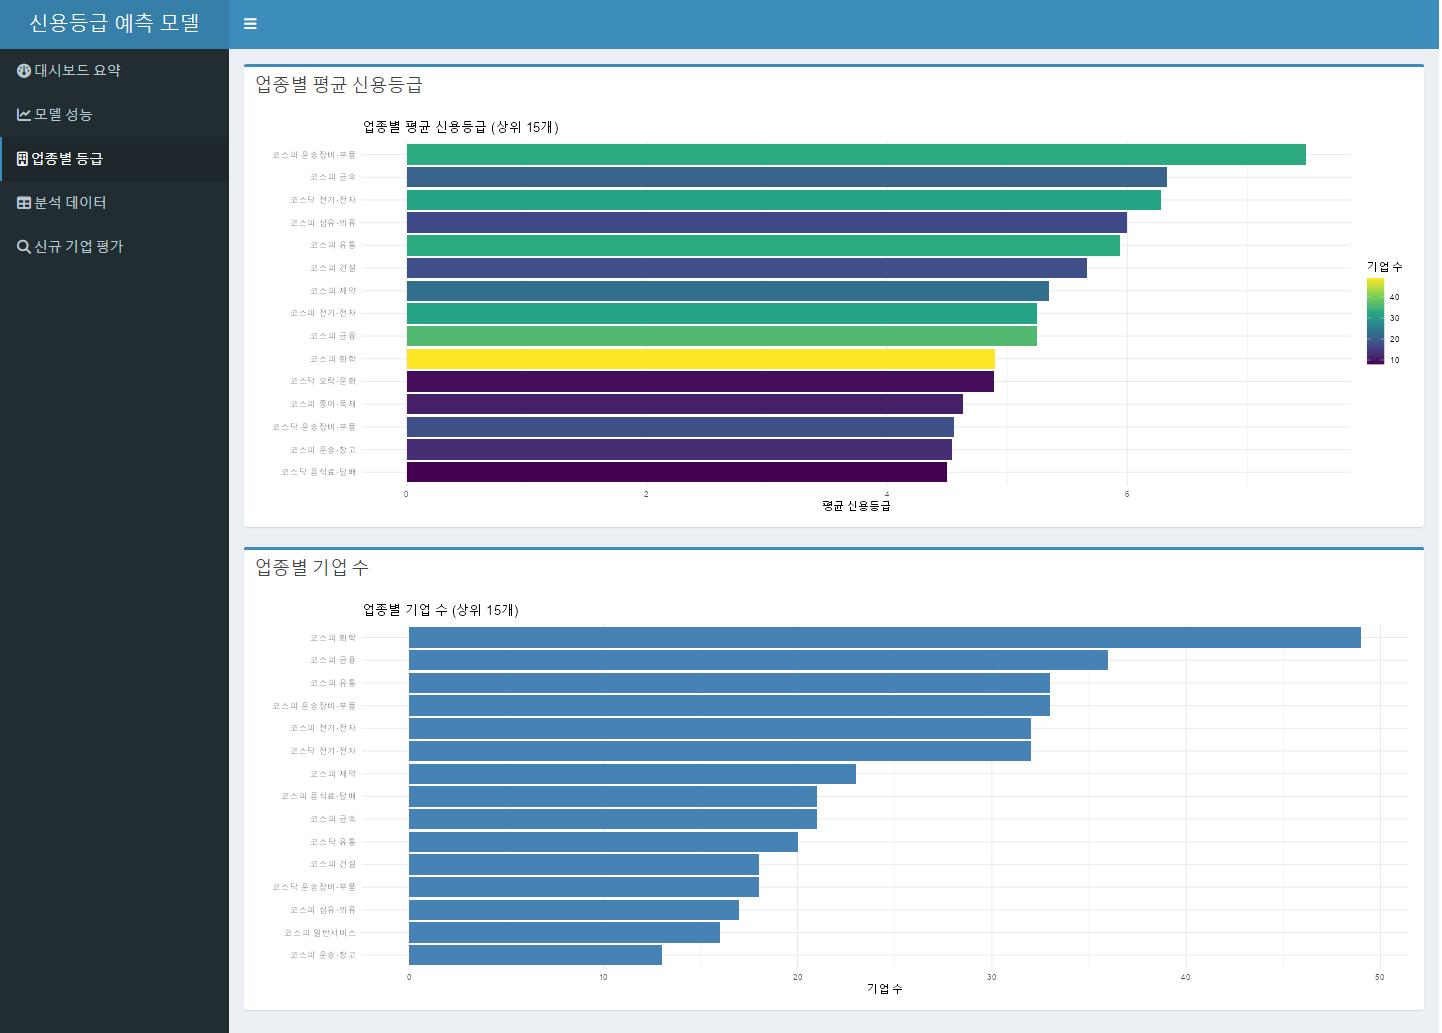 신용등급 예측 모델
대시보드 요약
모델 성능
업종별 등급
분석 데이터
신규 기업 평가
업종별 평균 신용등급
업종별 평균 신용등급 (상위 15개)
코스피 운송장비·부품
코스피 금속
코스닥 전기·전자
코스피 섬유·의류
코스피 유통
코스피 건설
코스피 제약
코스피 전기·전자
코스피 금융
코스피 화학
코스닥 오락·문화
코스피 종이·목재
코스닥 운송장비·부품
코스피 운송·창고
코스닥 음식료·담배
0 2 4 6
평균 신용등급
기업 수
40
30
20
10
업종별 기업 수
업종별 기업 수 (상위 15개)
코스피 화학
코스피 금융
코스피 유통
코스피 운송장비·부품
코스피 전기·전자
코스닥 전기·전자
코스피 제약
코스피 음식료·담배
코스피 금속
코스닥 유통
코스피 건설
코스닥 운송장비·부품
코스피 섬유·의류
코스피 일반서비스
코스피 운송·창고
0 10 20 30 40 50
기업 수